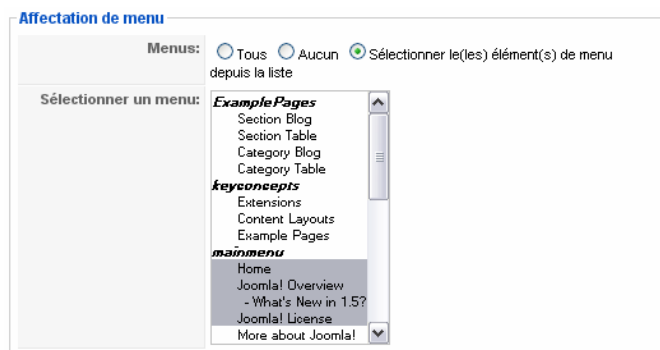 Affectation de menu
Menus: Tous Aucun Sélectionner le(les) élément(s) de menu
depuis la liste
Sélectionner un menu: ExamplePages
Section Blog
Section Table
Category Blog
Category Table
keyconcepts
Extensions
Content Layouts
Example Pages
mainmenu
Home
Joomla! Overview
- What's New in 1.5?
Joomla! License
More about Joomla!